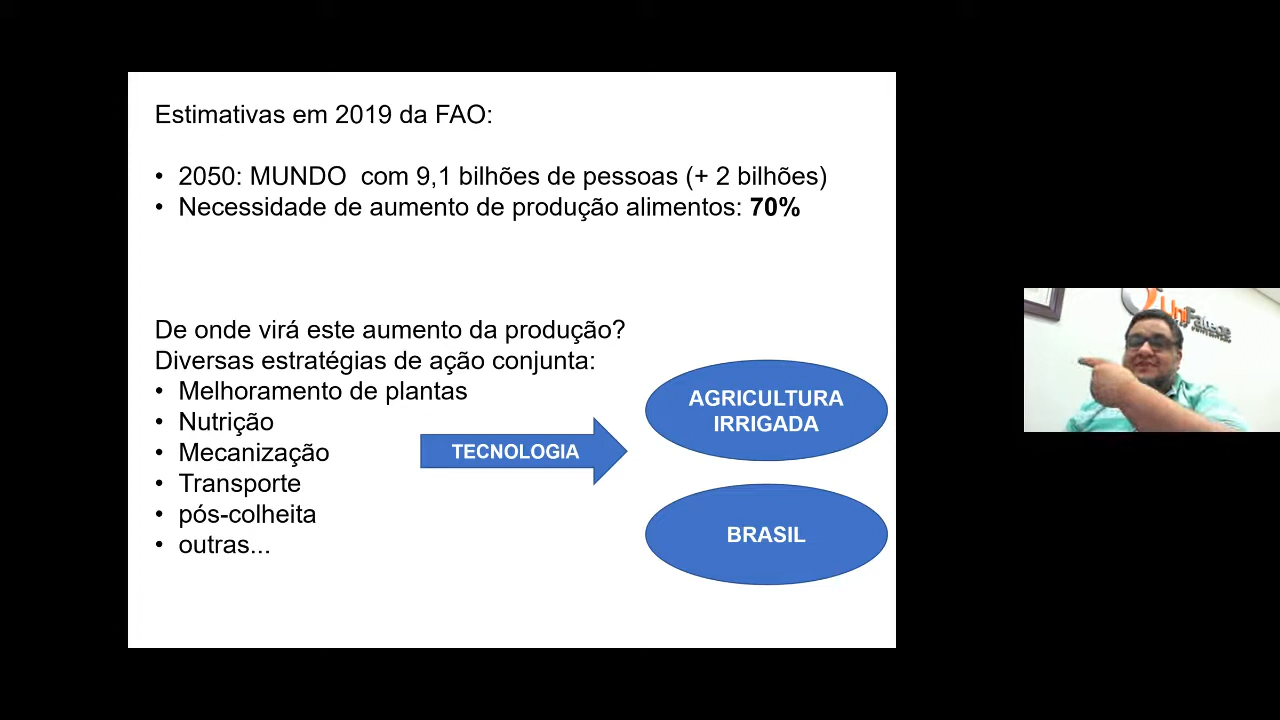 Estimativas em 2019 da FAO:
• 2050: MUNDO com 9,1 bilhões de pessoas (+ 2 bilhões)
• Necessidade de aumento de produção alimentos: 70%
De onde virá este aumento da produção?
Diversas estratégias de ação conjunta:
• Melhoramento de plantas
• Nutrição
• Mecanização
• Transporte
• pós-colheita
• outras...
TECNOLOGIA
AGRICULTURA
IRRIGADA
BRASIL
UniFatecie